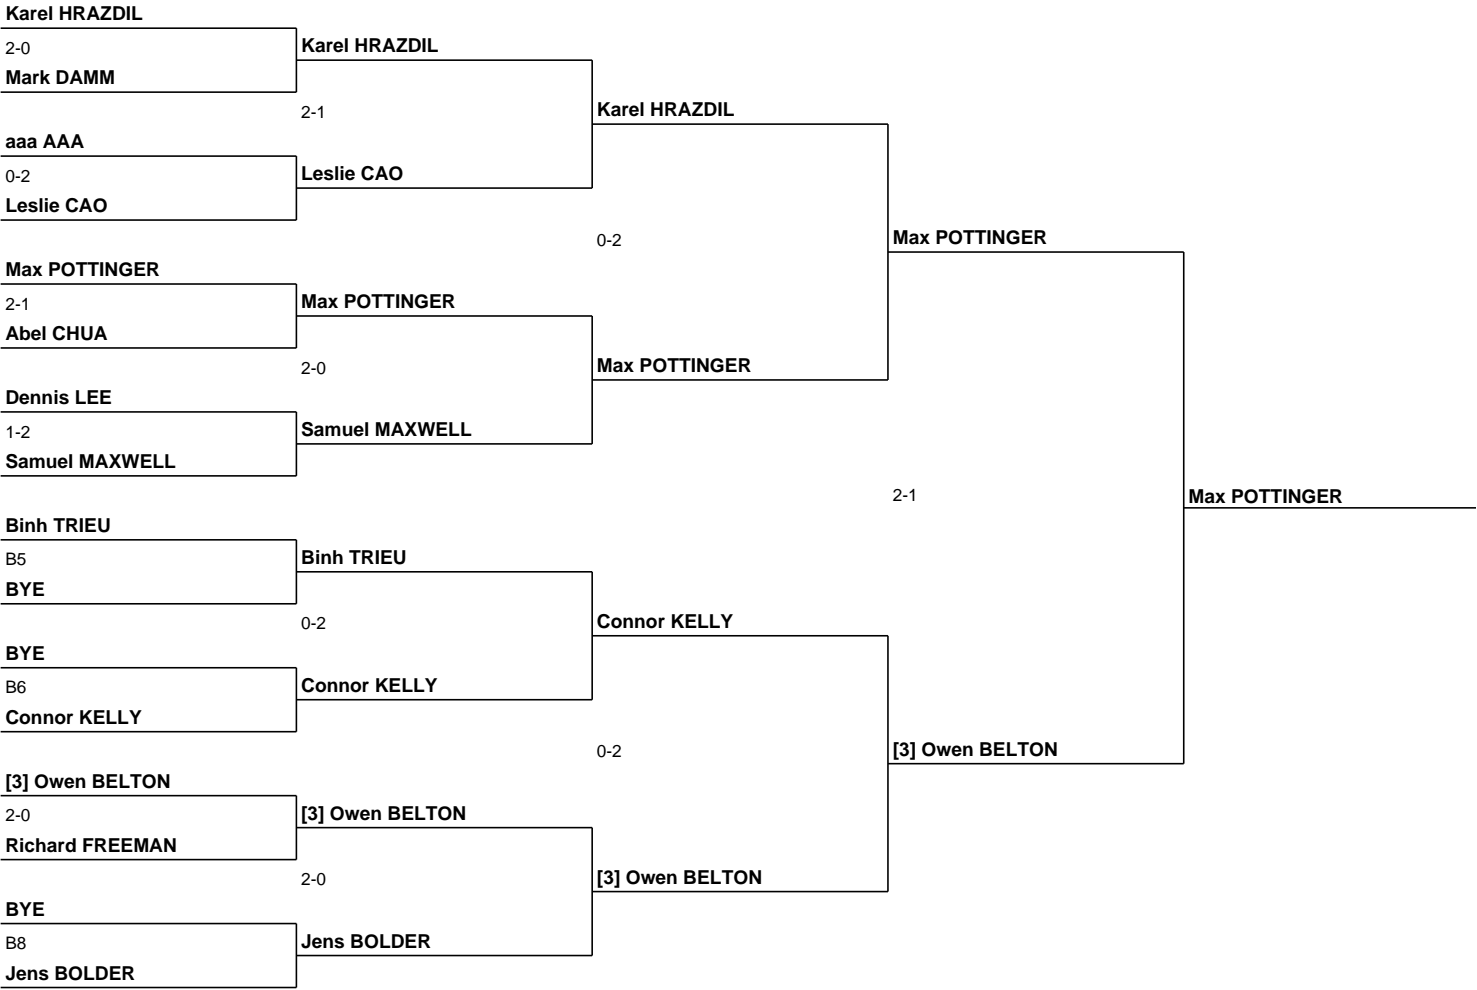 Karel HRAZDIL
2-0
Mark DAMM
aaa AAA
0-2
Leslie CAO
Max POTTINGER
2-1
Abel CHUA
Dennis LEE
1-2
Samuel MAXWELL
Binh TRIEU
B5
BYE
BYE
B6
Connor KELLY
[3] Owen BELTON
2-0
Richard FREEMAN
BYE
B8
Jens BOLDER
Karel HRAZDIL
2-1
Leslie CAO
Max POTTINGER
2-0
Samuel MAXWELL
Binh TRIEU
0-2
Connor KELLY
[3] Owen BELTON
2-0
Jens BOLDER
Karel HRAZDIL
0-2
Max POTTINGER
Connor KELLY
0-2
[3] Owen BELTON
Max POTTINGER
2-1
[3] Owen BELTON
Max POTTINGER